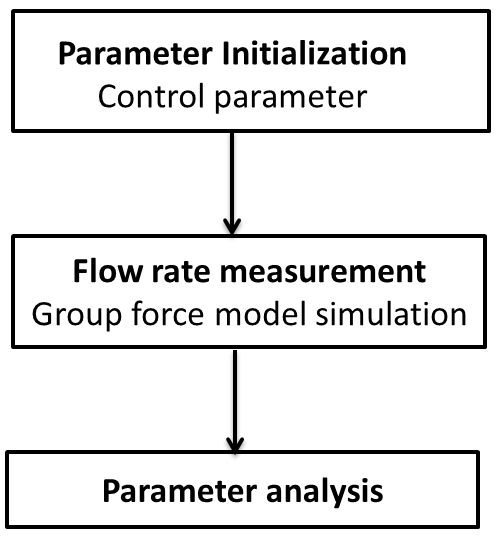 Parameter Initialization
Control parameter
Flow rate measurement
Group force model simulation
Parameter analysis